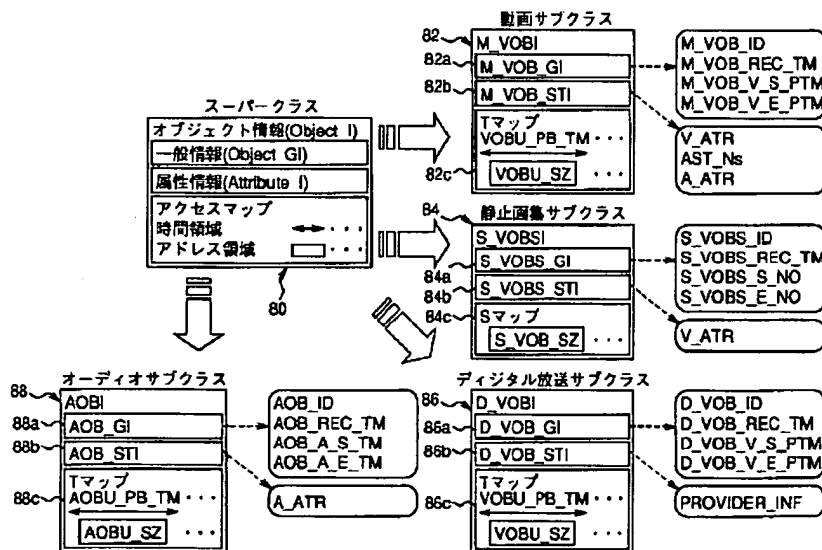 スーパークラス
オブジェクト情報(Object I)
一般情報(Object GI)
属性情報(Attribute I)
アクセスマップ
時間領域 ・・・
アドレス領域 ・・・
80
動画サブクラス
82
M_VOBI
82a
M_VOB_GI
82b
M_VOB_STI
Tマップ
VOBU_PB_TM ・・・
82c
VOBU_SZ ・・・
M_VOB_ID
M_VOB_REC_TM
M_VOB_V_S_PTM
M_VOB_V_E_PTM
V_ATR
AST_Ns
A_ATR
静止画集サブクラス
84
S_VOBSI
84a
S_VOBS_GI
84b
S_VOBS_STI
84c
Sマップ
S_VOB_SZ ・・・
S_VOBS_ID
S_VOBS_REC_TM
S_VOBS_S_NO
S_VOBS_E_NO
V_ATR
オーディオサブクラス
88
AOBI
88a
AOB_GI
88b
AOB_STI
Tマップ
88c
AOBU_PB_TM ・・・
AOBU_SZ ・・・
AOB_ID
AOB_REC_TM
AOB_A_S_TM
AOB_A_E_TM
A_ATR
ディジタル放送サブクラス
86
D_VOBI
86a
D_VOB_GI
86b
D_VOB_STI
Tマップ
86c
VOBU_PB_TM ・・・
VOBU_SZ ・・・
D_VOB_ID
D_VOB_REC_TM
D_VOB_V_S_PTM
D_VOB_V_E_PTM
PROVIDER_INF